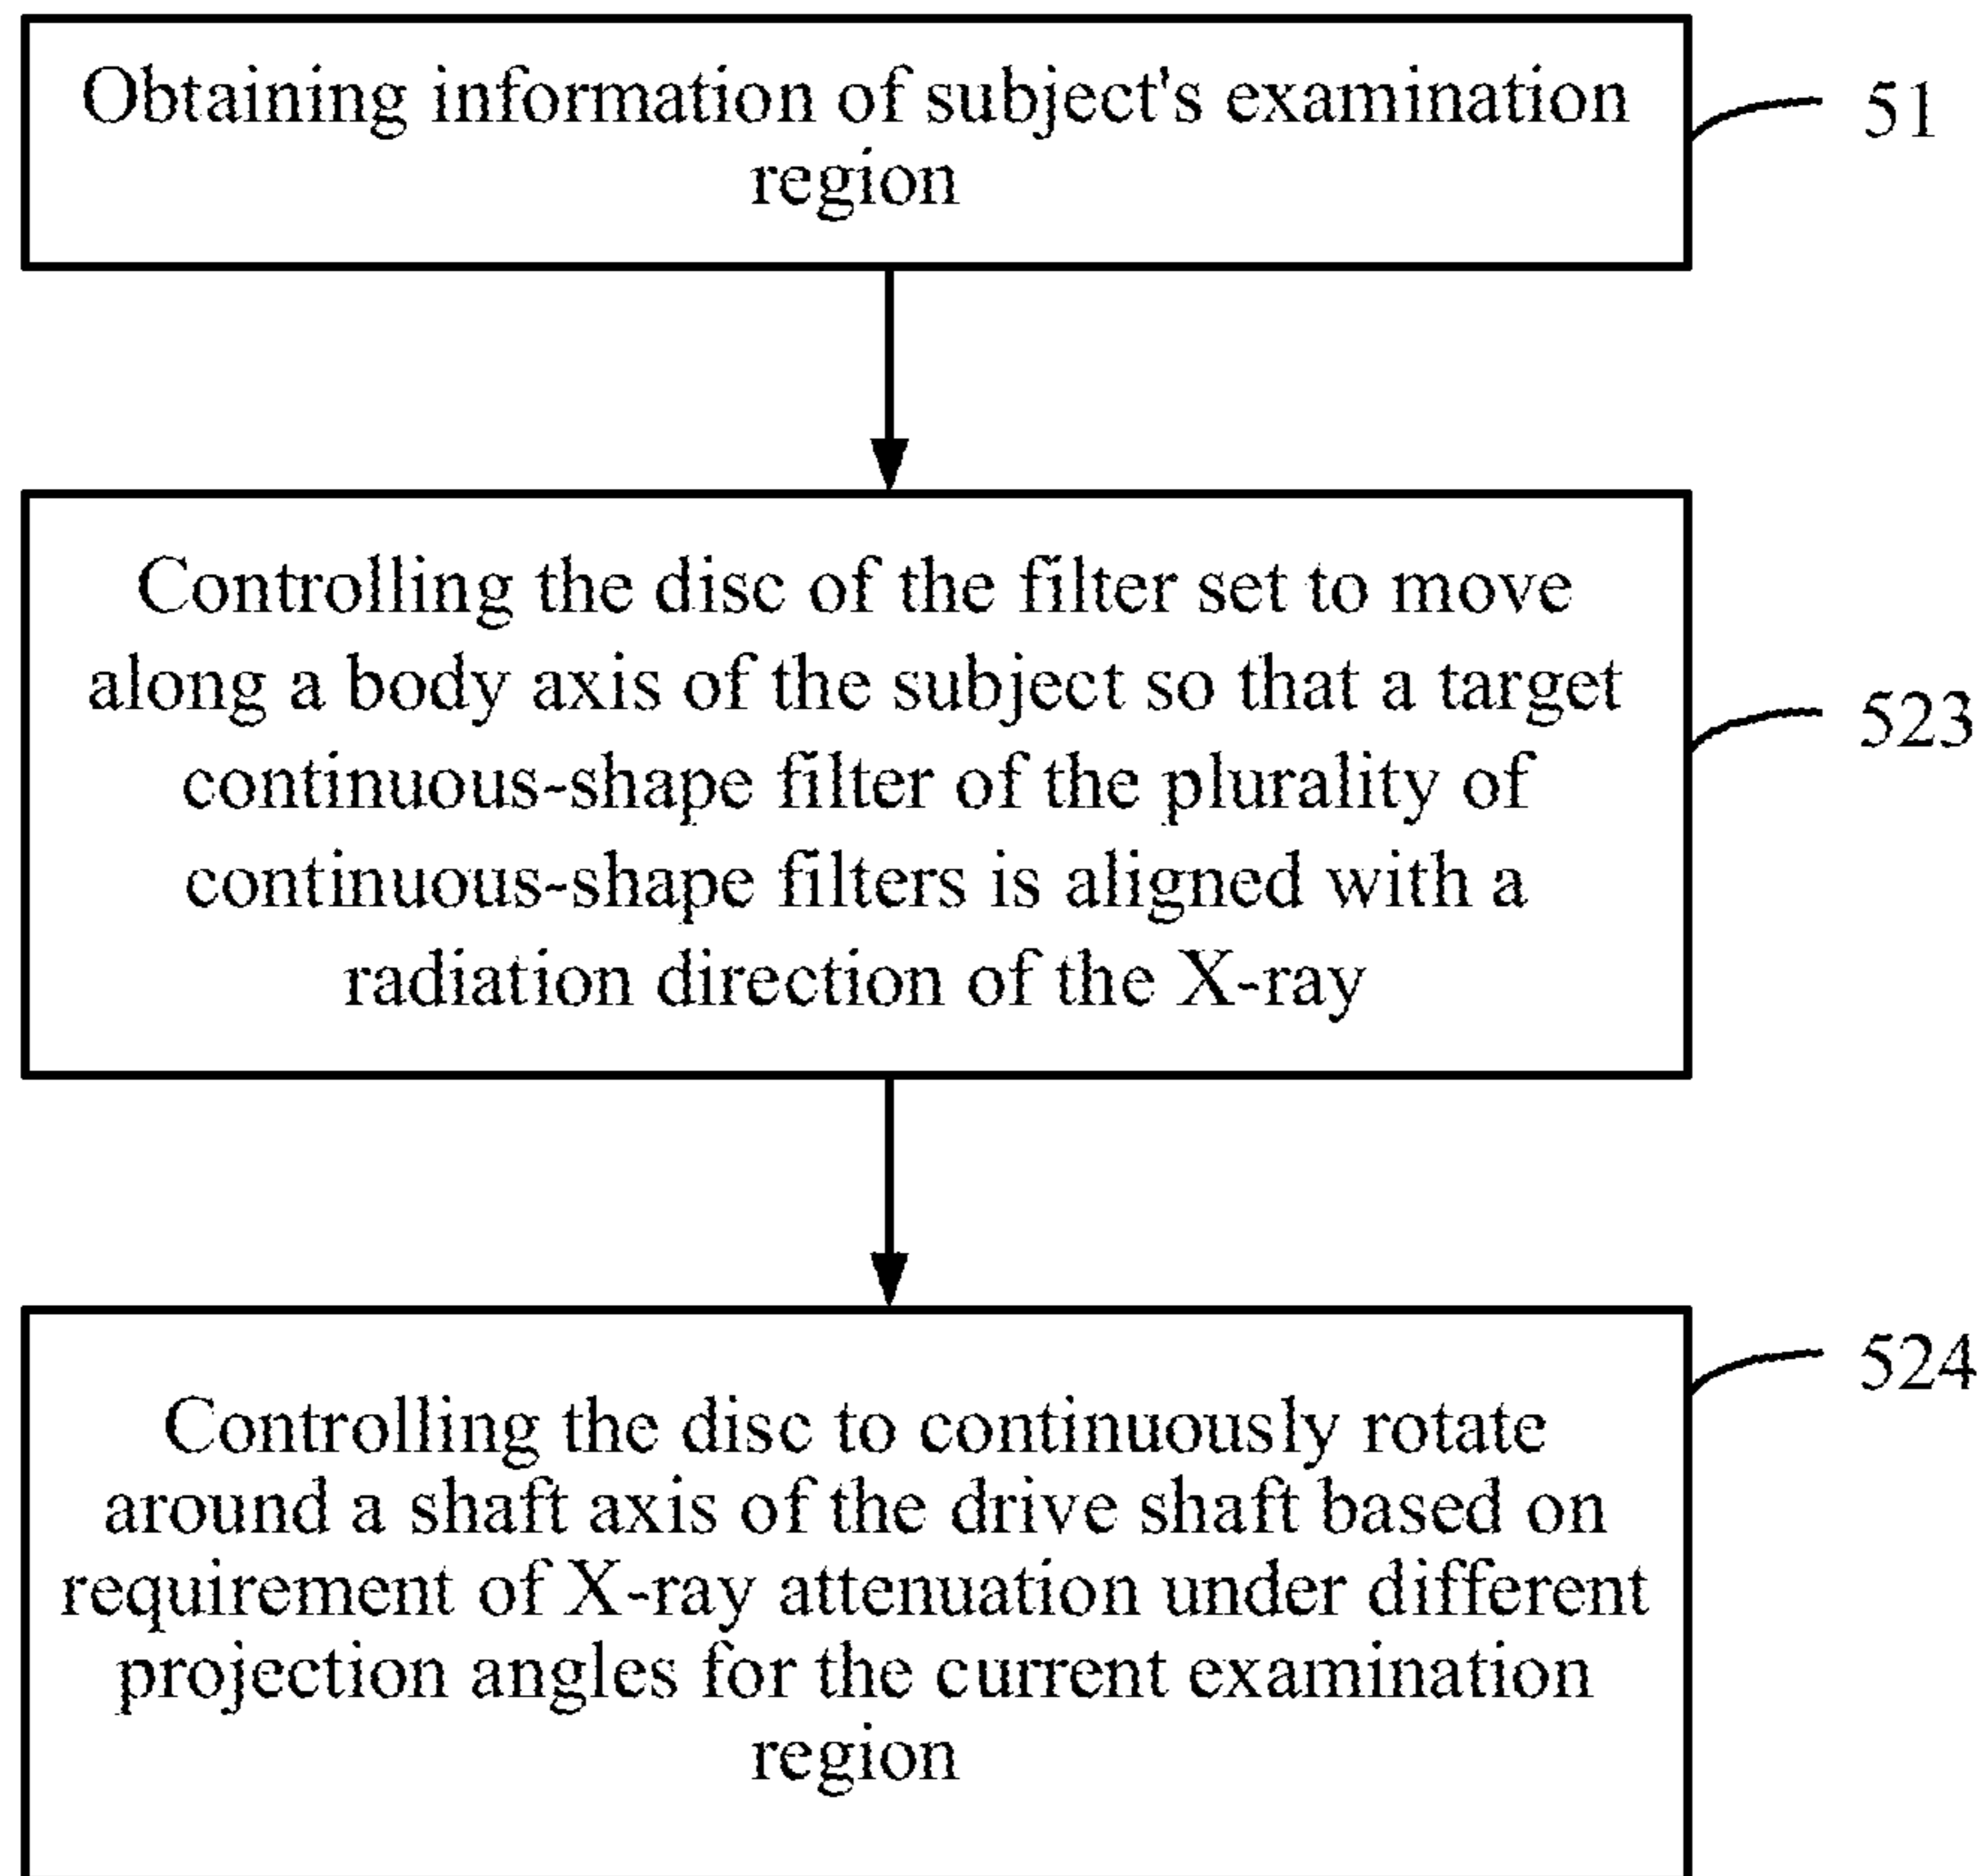 Obtaining information of subject's examination
region
51
Controlling the disc of the filter set to move
along a body axis of the subject so that a target
continuous-shape filter of the plurality of
continuous-shape filters is aligned with a
radiation direction of the X-ray
523
Controlling the disc to continuously rotate
around a shaft axis of the drive shaft based on
requirement of X-ray attenuation under different
projection angles for the current examination
region
524